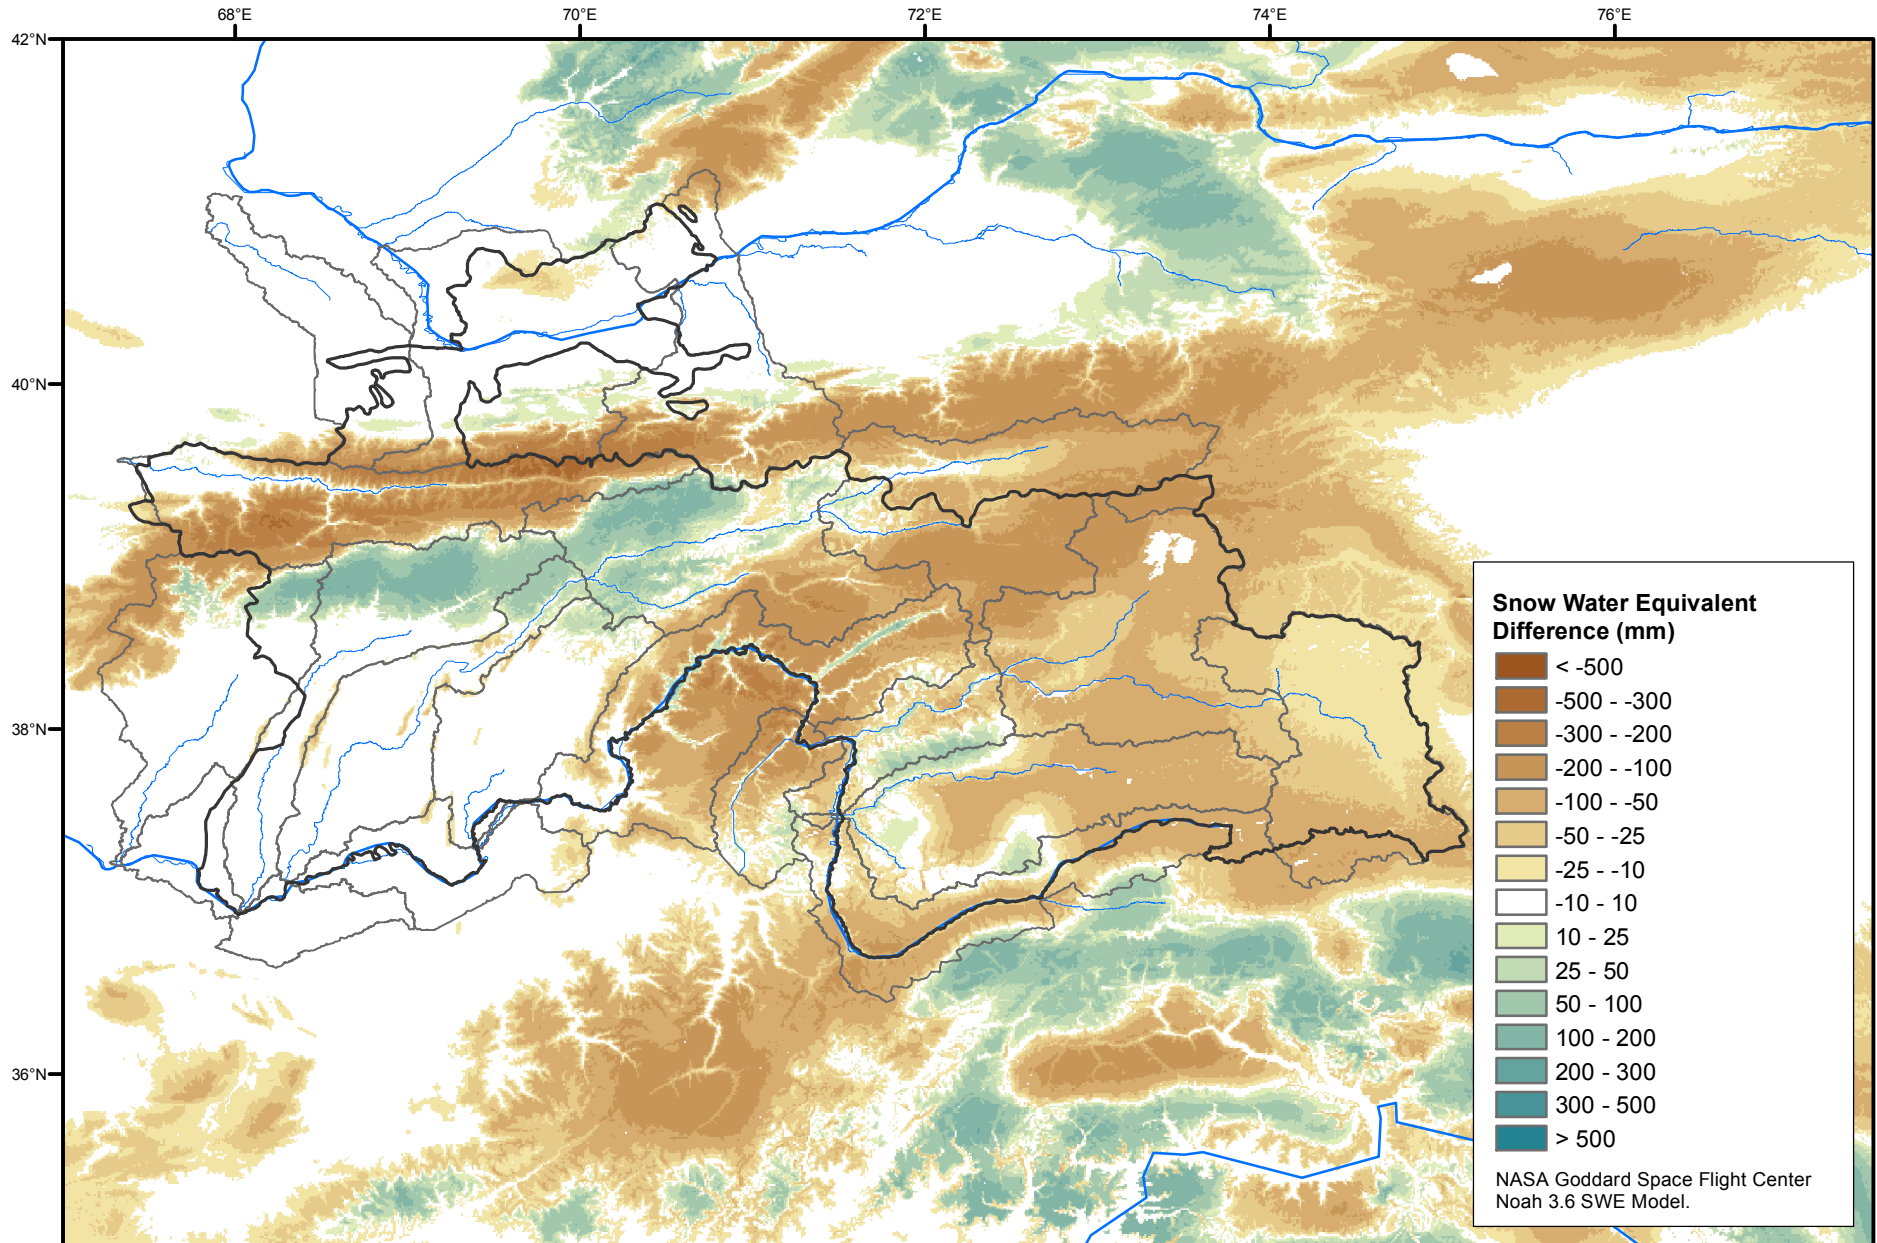 68°E 70°E 72°E 74°E 76°E
42°N
40°N
38°N
36°N
Snow Water Equivalent
Difference (mm)
< -500
-500 - -300
-300 - -200
-200 - -100
-100 - -50
-50 - -25
-25 - -10
-10 - 10
10 - 25
25 - 50
50 - 100
100 - 200
200 - 300
300 - 500
> 500
NASA Goddard Space Flight Center
Noah 3.6 SWE Model.